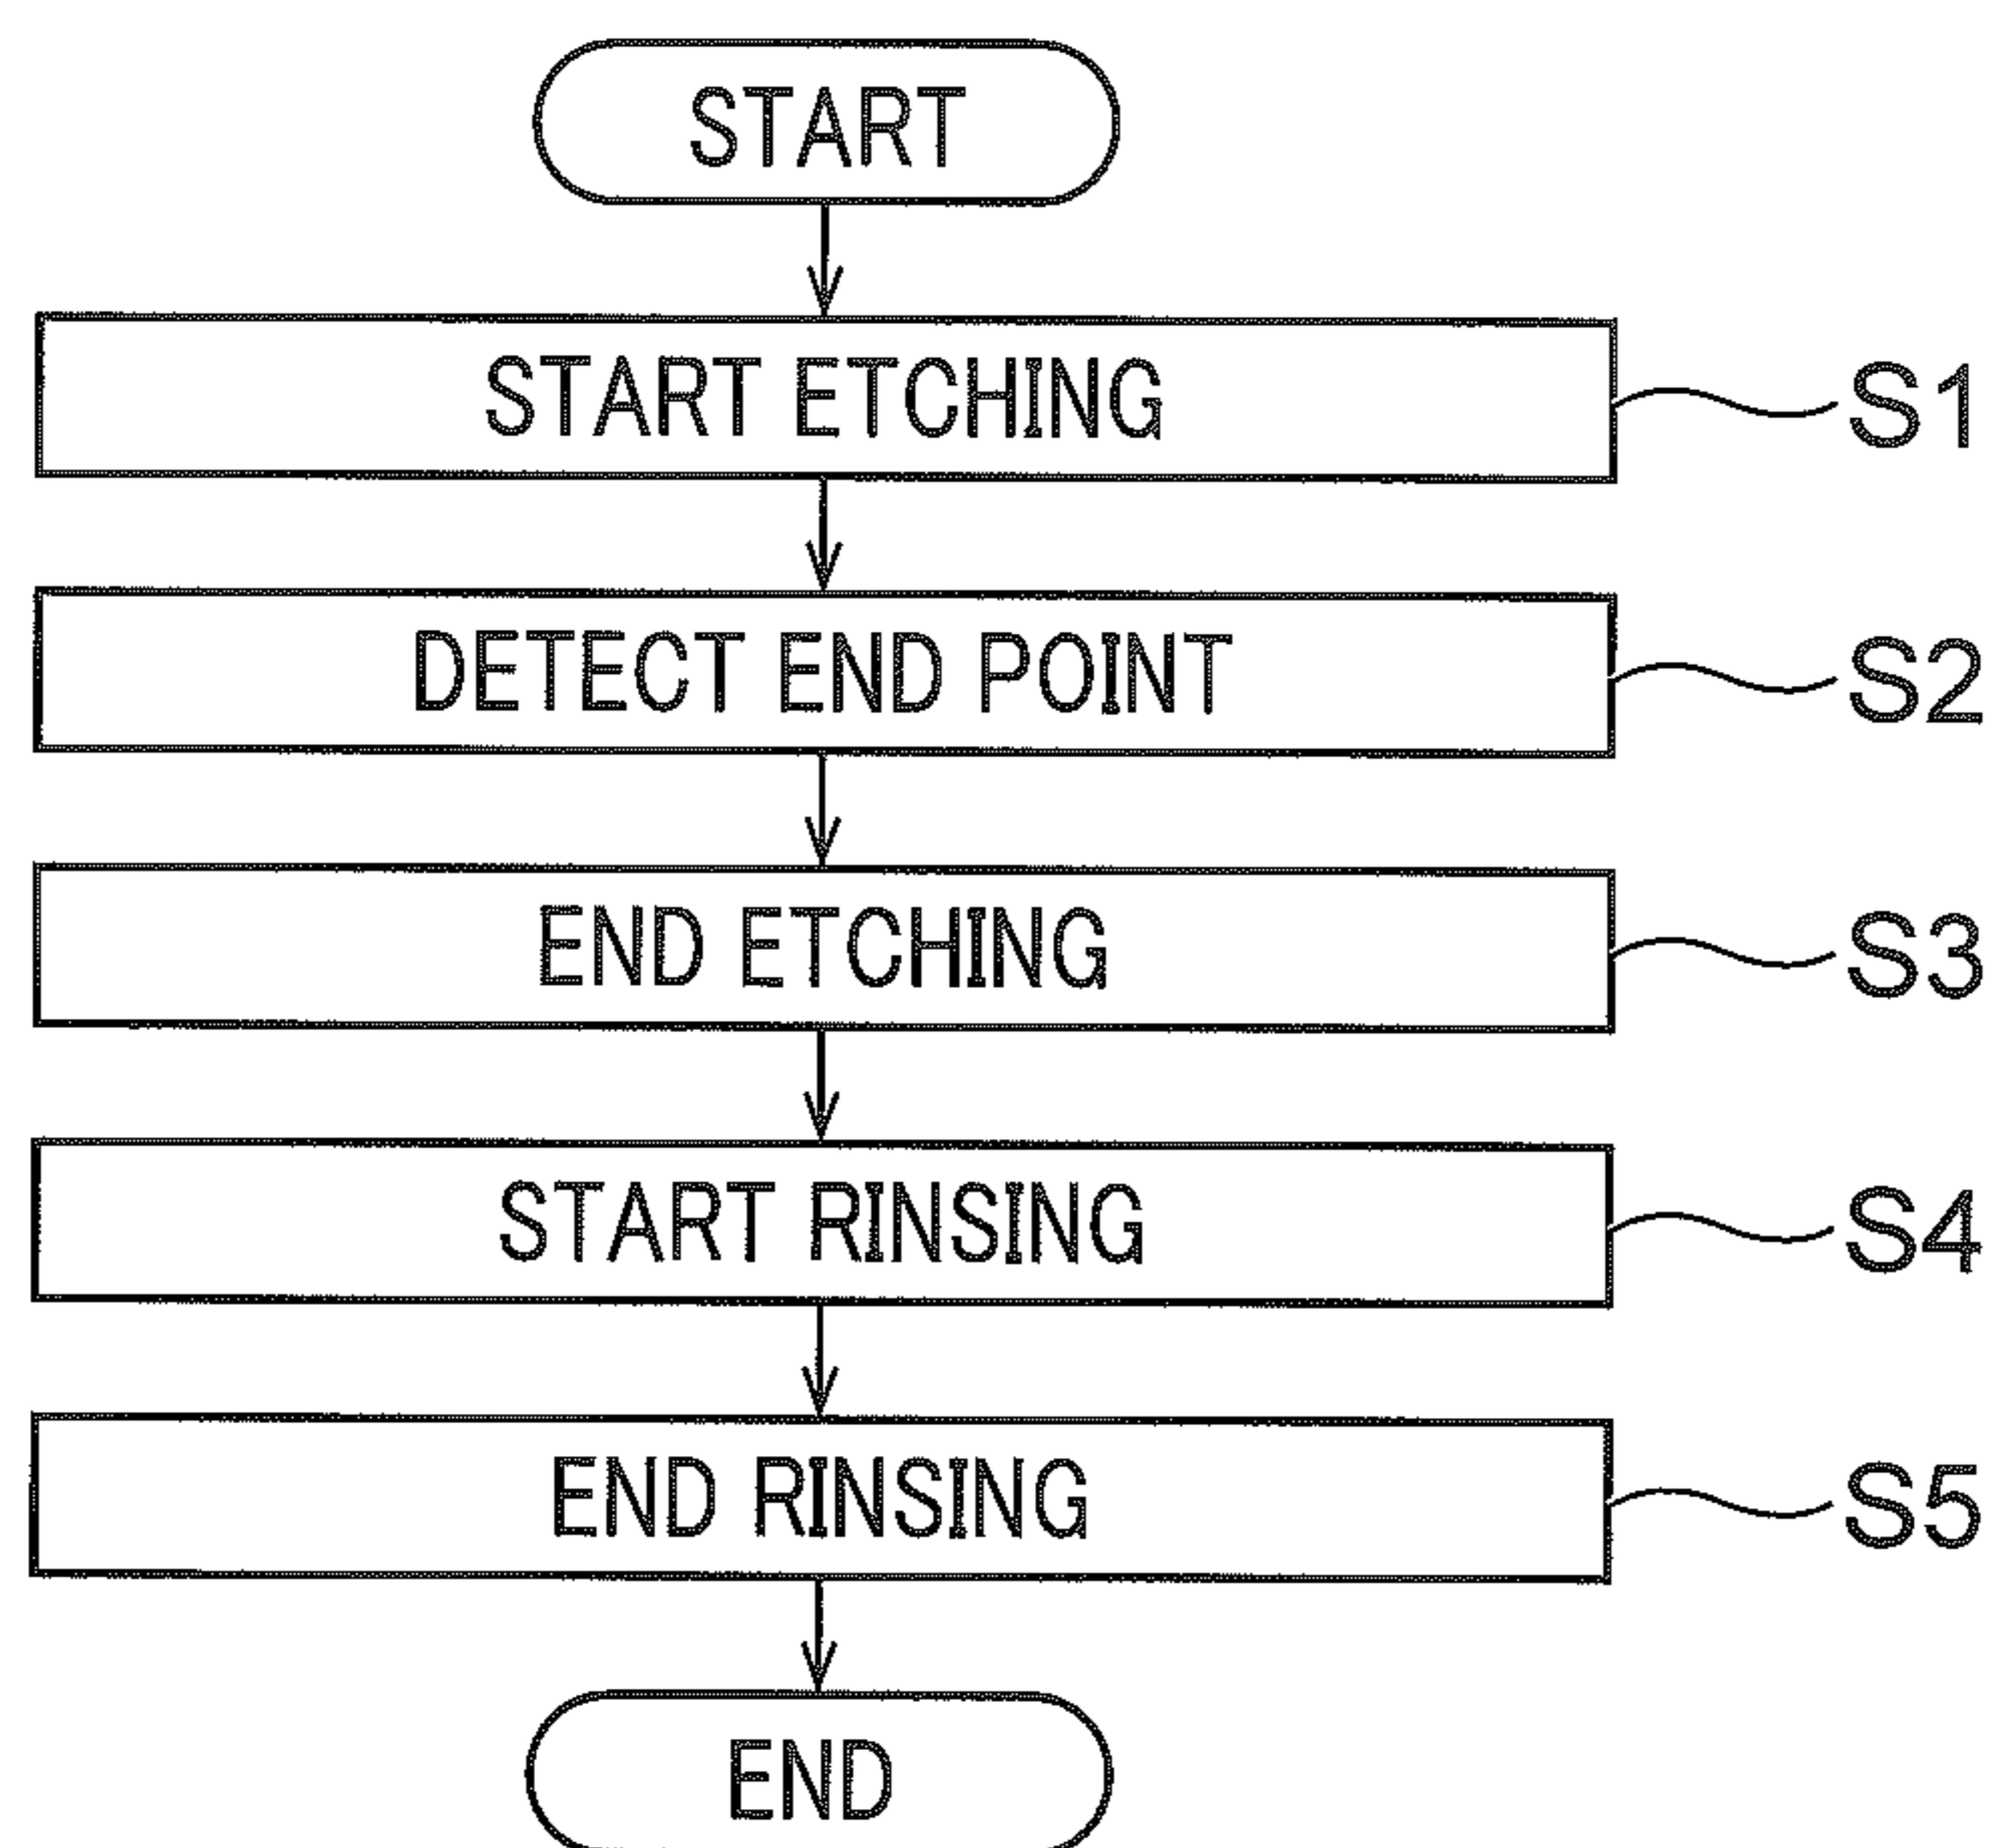 START
START ETCHING S1
DETECT END POINT S2
END ETCHING S3
START RINSING S4
END RINSING S5
END